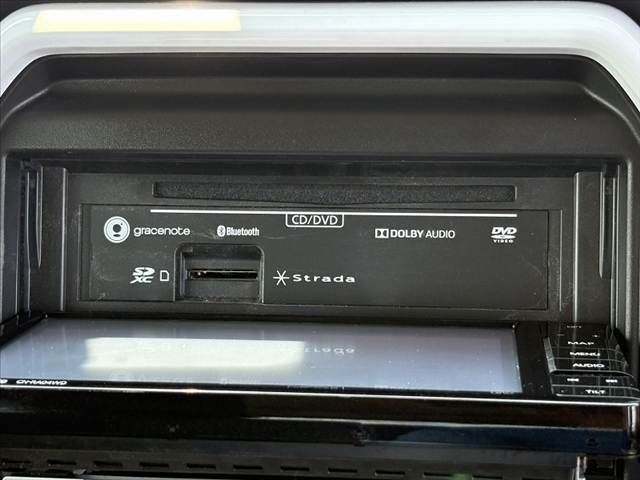 CD/DVD
gracenote
Bluetooth
DOLBY AUDIO
DVD
VIDEO
SD
XC
Strada
MAP
MENU
AUDIO
TILT